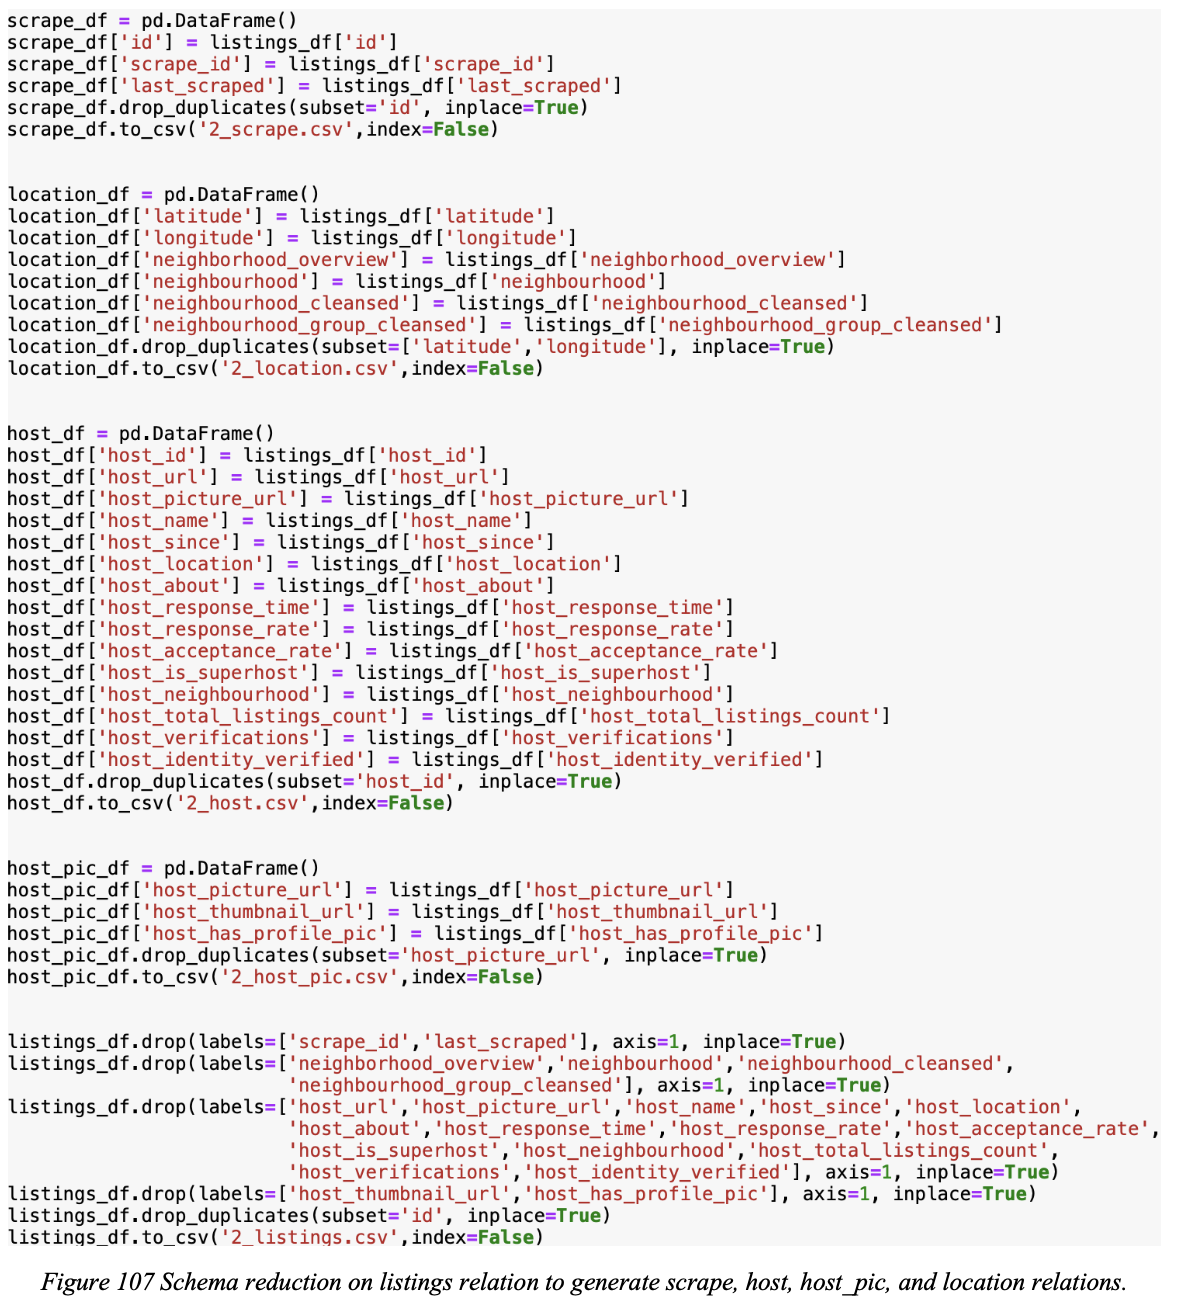 scrape_df = pd.DataFrame()
scrape_df['id'] = listings_df['id']
scrape_df['scrape_id'] = listings_df['scrape_id']
scrape_df['last_scraped'] = listings_df['last_scraped']
scrape_df.drop_duplicates(subset='id', inplace=True)
scrape_df.to_csv('2_scrape.csv',index=False)
location_df = pd.DataFrame()
location_df['latitude'] = listings_df['latitude']
location_df['longitude'] = listings_df['longitude']
location_df['neighborhood_overview'] = listings_df['neighborhood_overview']
location_df['neighbourhood'] = listings_df['neighbourhood']
location_df['neighbourhood_cleansed'] = listings_df['neighbourhood_cleansed']
location_df['neighbourhood_group_cleansed'] = listings_df['neighbourhood_group_cleansed']
location_df.drop_duplicates(subset=['latitude','longitude'], inplace=True)
location_df.to_csv('2_location.csv',index=False)
host_df = pd.DataFrame()
host_df['host_id'] = listings_df['host_id']
host_df['host_url'] = listings_df['host_url']
host_df['host_picture_url'] = listings_df['host_picture_url']
host_df['host_name'] = listings_df['host_name']
host_df['host_since'] = listings_df['host_since']
host_df['host_location'] = listings_df['host_location']
host_df['host_about'] = listings_df['host_about']
host_df['host_response_time'] = listings_df['host_response_time']
host_df['host_response_rate'] = listings_df['host_response_rate']
host_df['host_acceptance_rate'] = listings_df['host_acceptance_rate']
host_df['host_is_superhost'] = listings_df['host_is_superhost']
host_df['host_neighbourhood'] = listings_df['host_neighbourhood']
host_df['host_total_listings_count'] = listings_df['host_total_listings_count']
host_df['host_verifications'] = listings_df['host_verifications']
host_df['host_identity_verified'] = listings_df['host_identity_verified']
host_df.drop_duplicates(subset='host_id', inplace=True)
host_df.to_csv('2_host.csv',index=False)
host_pic_df = pd.DataFrame()
host_pic_df['host_picture_url'] = listings_df['host_picture_url']
host_pic_df['host_thumbnail_url'] = listings_df['host_thumbnail_url']
host_pic_df['host_has_profile_pic'] = listings_df['host_has_profile_pic']
host_pic_df.drop_duplicates(subset='host_picture_url', inplace=True)
host_pic_df.to_csv('2_host_pic.csv',index=False)
listings_df.drop(labels=['scrape_id','last_scraped'], axis=1, inplace=True)
listings_df.drop(labels=['neighborhood_overview','neighbourhood','neighbourhood_cleansed',
'neighbourhood_group_cleansed'], axis=1, inplace=True)
listings_df.drop(labels=['host_url','host_picture_url','host_name','host_since','host_location',
'host_about','host_response_time','host_response_rate','host_acceptance_rate',
'host_is_superhost','host_neighbourhood','host_total_listings_count',
'host_verifications','host_identity_verified'], axis=1, inplace=True)
listings_df.drop(labels=['host_thumbnail_url','host_has_profile_pic'], axis=1, inplace=True)
listings_df.drop_duplicates(subset='id', inplace=True)
listings_df.to_csv('2_listings.csv',index=False)
Figure 107 Schema reduction on listings relation to generate scrape, host, host_pic, and location relations.